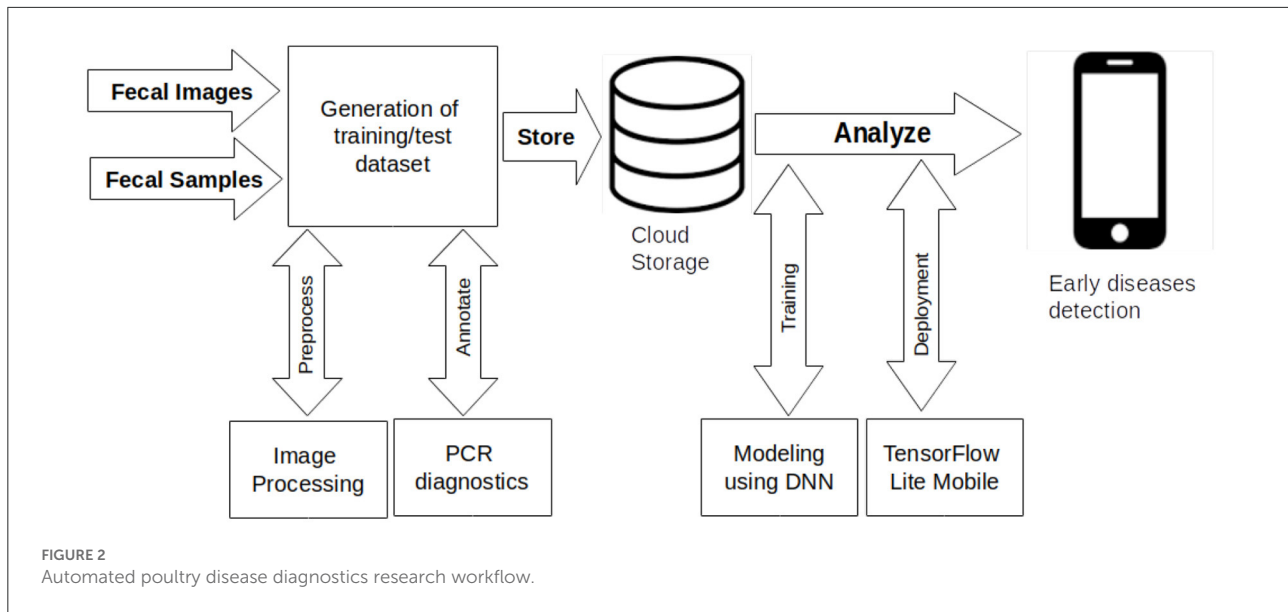 Fecal Images
Fecal Samples
Generation of
training/test
dataset
Store
Cloud
Storage
Analyze
Early diseases
detection
Preprocess
Annotate
Training
Deployment
Image
Processing
PCR
diagnostics
Modeling
using DNN
TensorFlow
Lite Mobile
FIGURE 2
Automated poultry disease diagnostics research workflow.